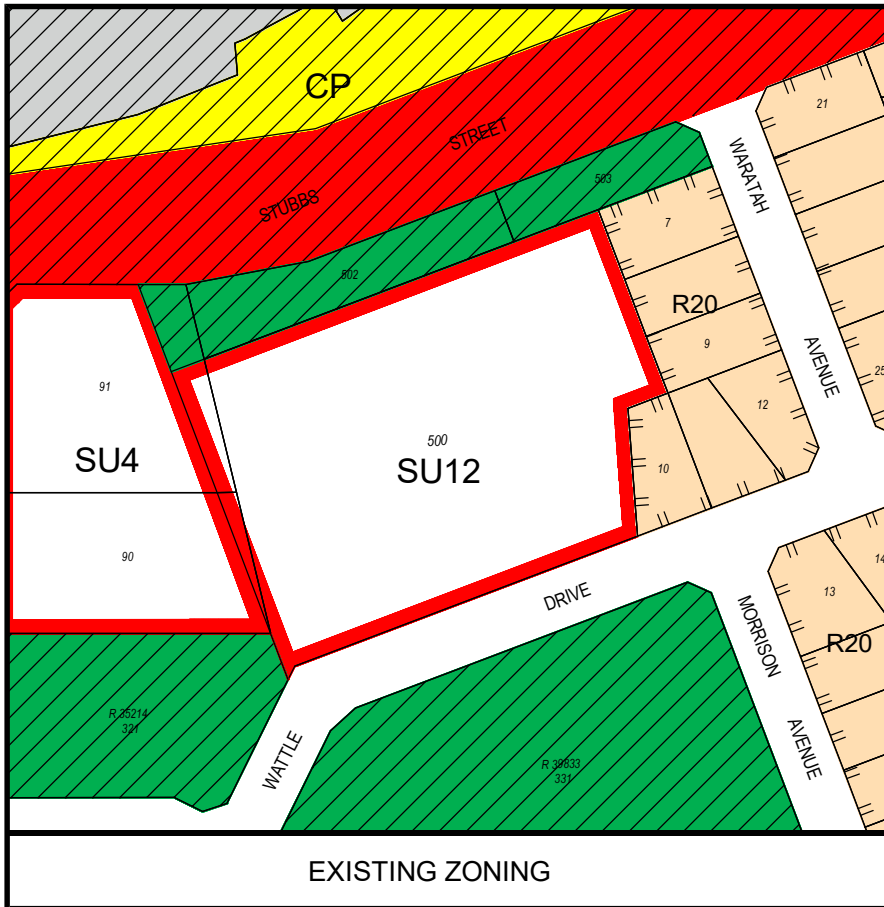 CP
21
STREET
WARATAH
503
STUBBS
7
502
R20
9
AVENUE
25
91
12
500
SU4
SU12
10
90
14
DRIVE
13
MORRISON
R20
R 35214
321
WATTLE
R 39833
331
AVENUE
EXISTING ZONING